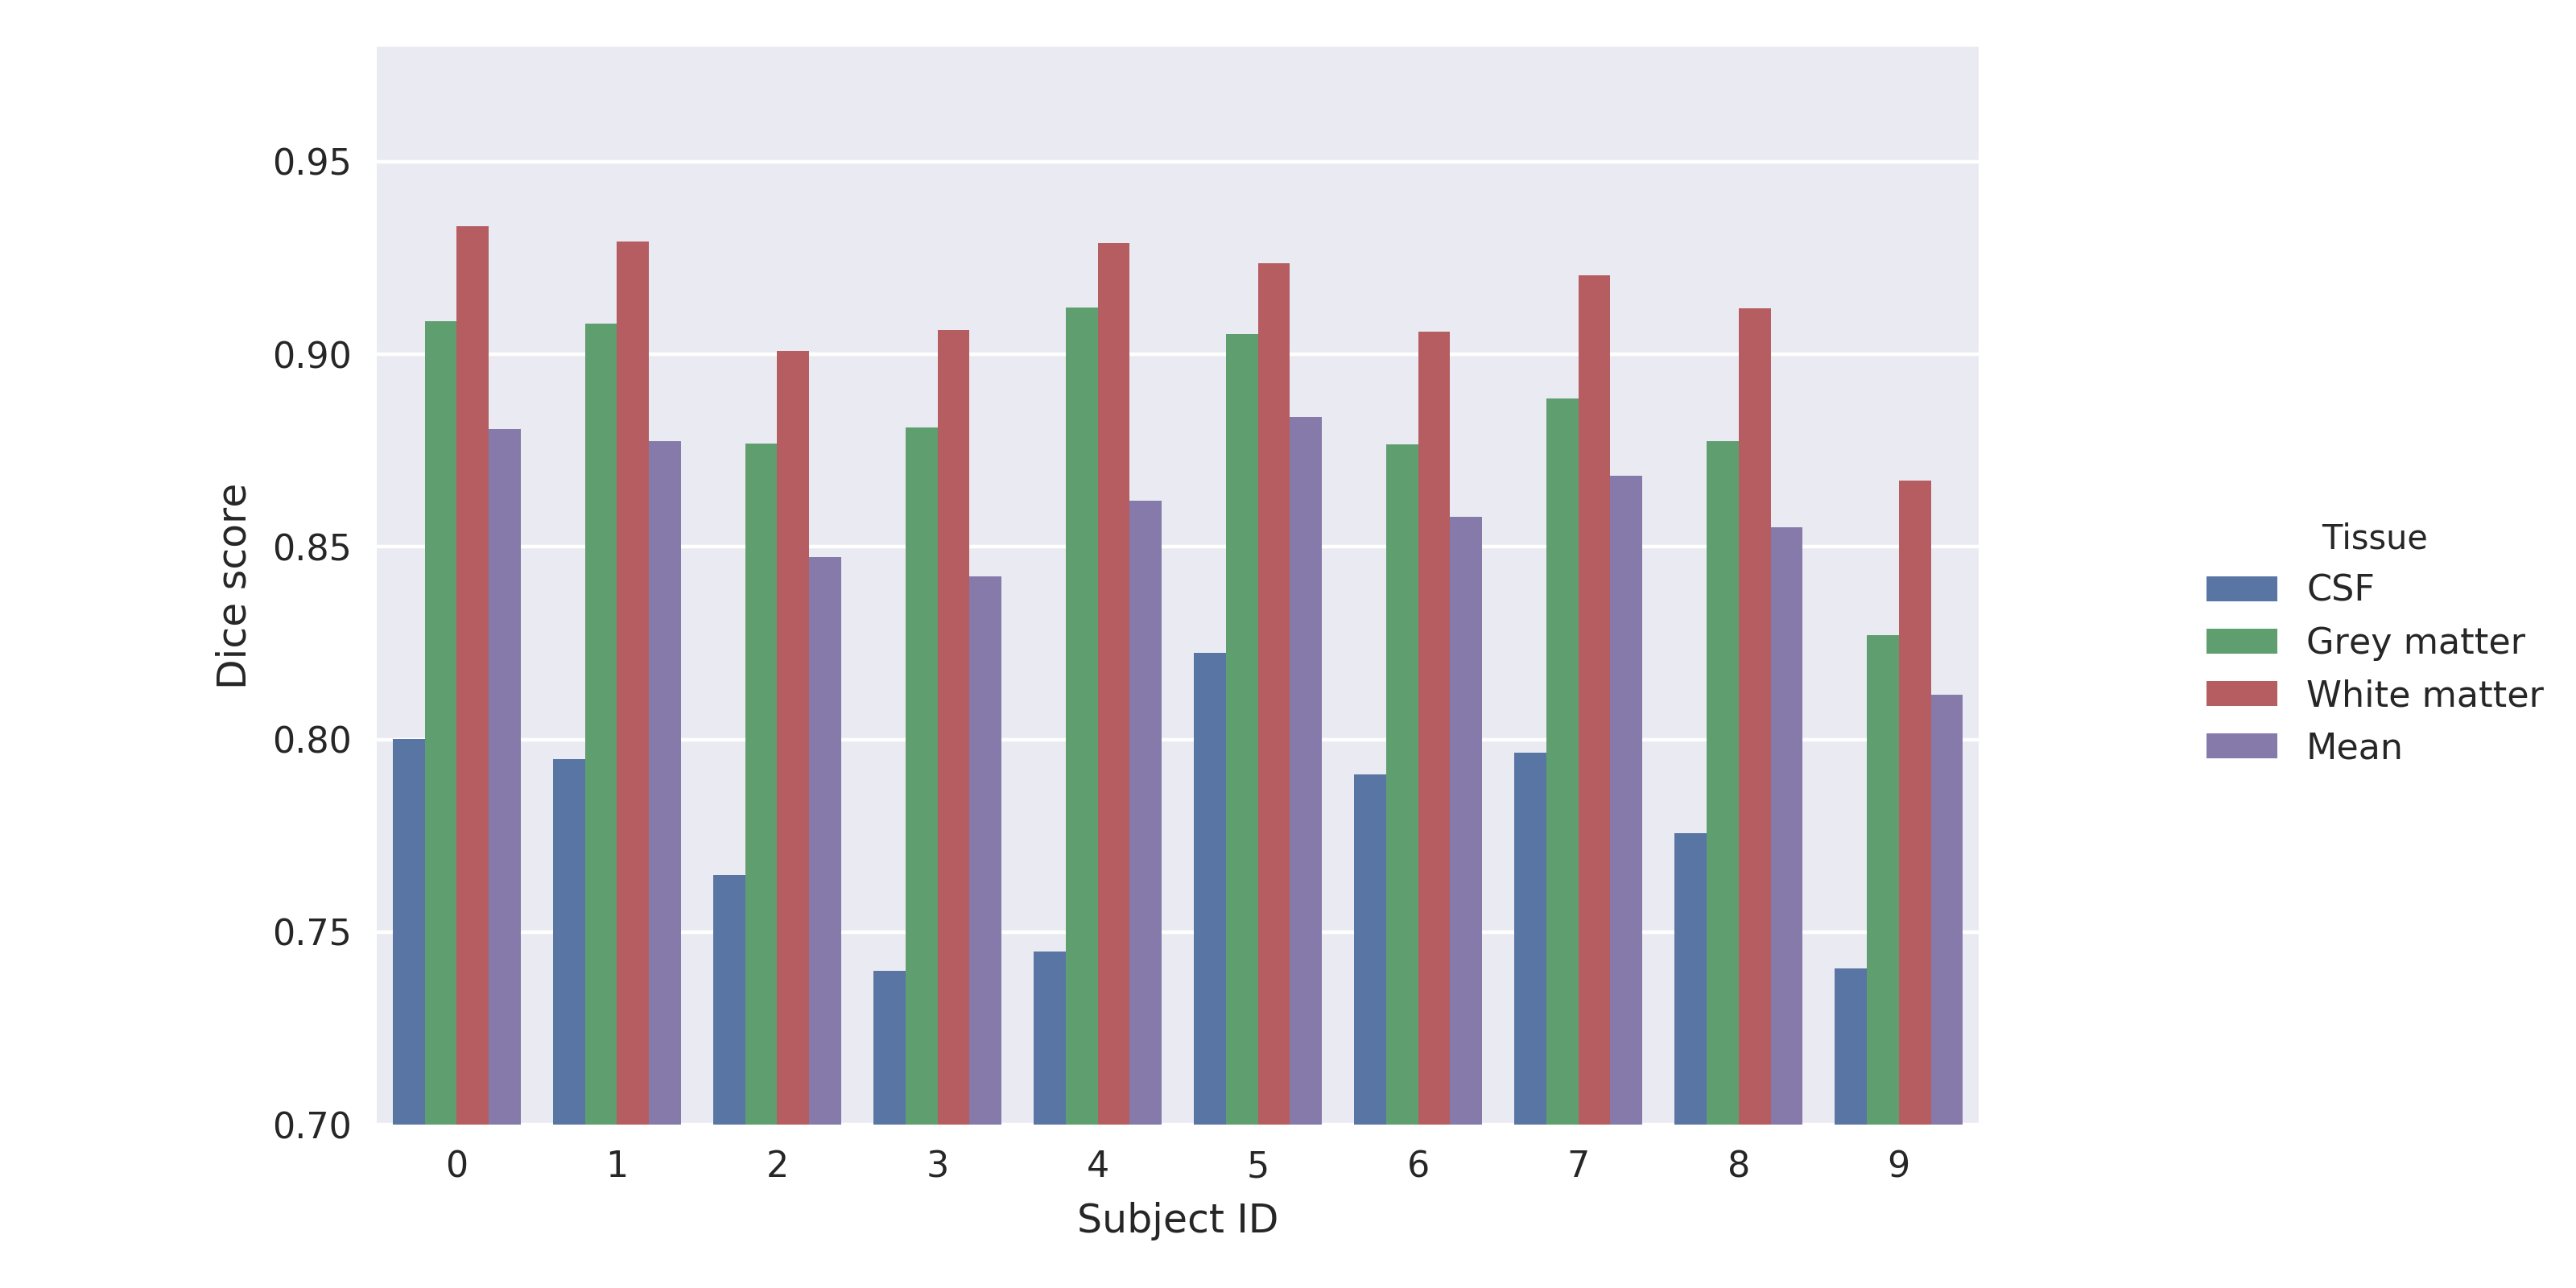 0.95
0.90
0.85
0.80
0.75
0.70
Dice score
0 1 2 3 4 5 6 7 8 9
Subject ID
Tissue
CSF
Grey matter
White matter
Mean